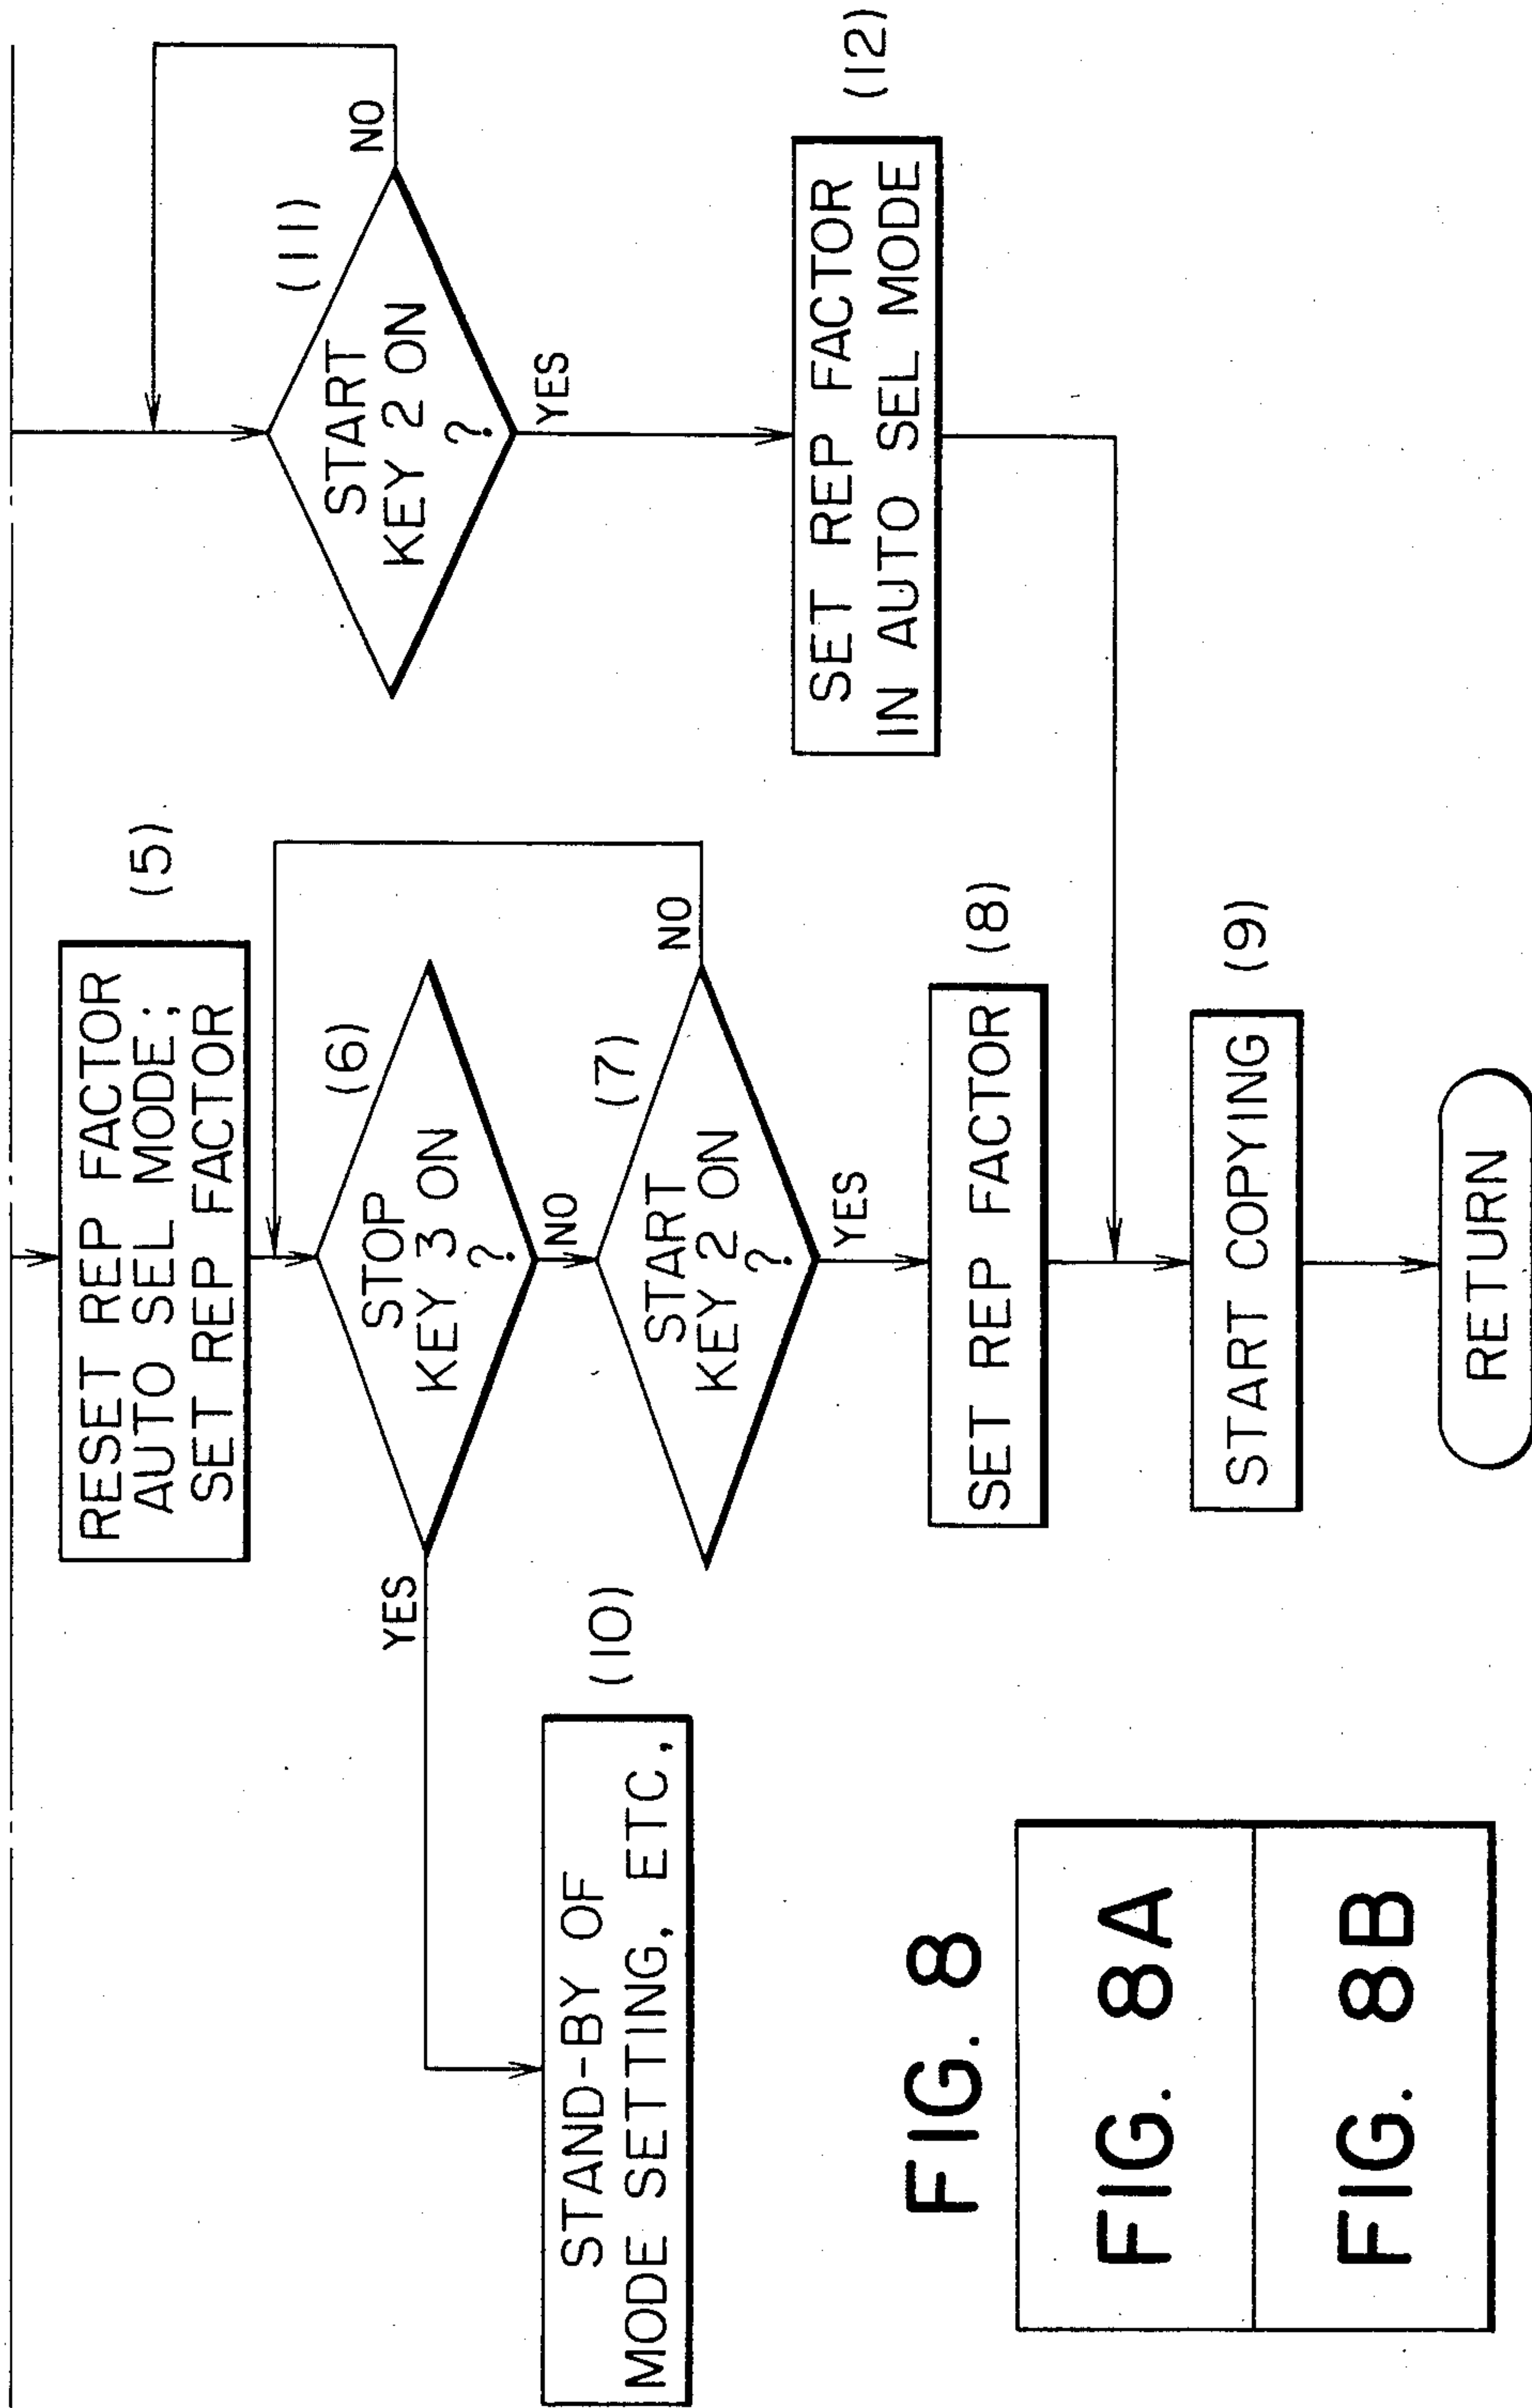 RESET REP FACTOR
AUTO SEL MODE;
SET REP FACTOR
(5)
STOP
KEY 3 ON
?
(6)
YES
NO
START
KEY 2 ON
?
(7)
NO
YES
SET REP FACTOR
(8)
START COPYING
(9)
RETURN
STAND-BY OF
MODE SETTING, ETC,
(10)
START
KEY 2 ON
?
(11)
NO
YES
SET REP FACTOR
IN AUTO SEL MODE
(12)
FIG. 8
FIG. 8A
FIG. 8B